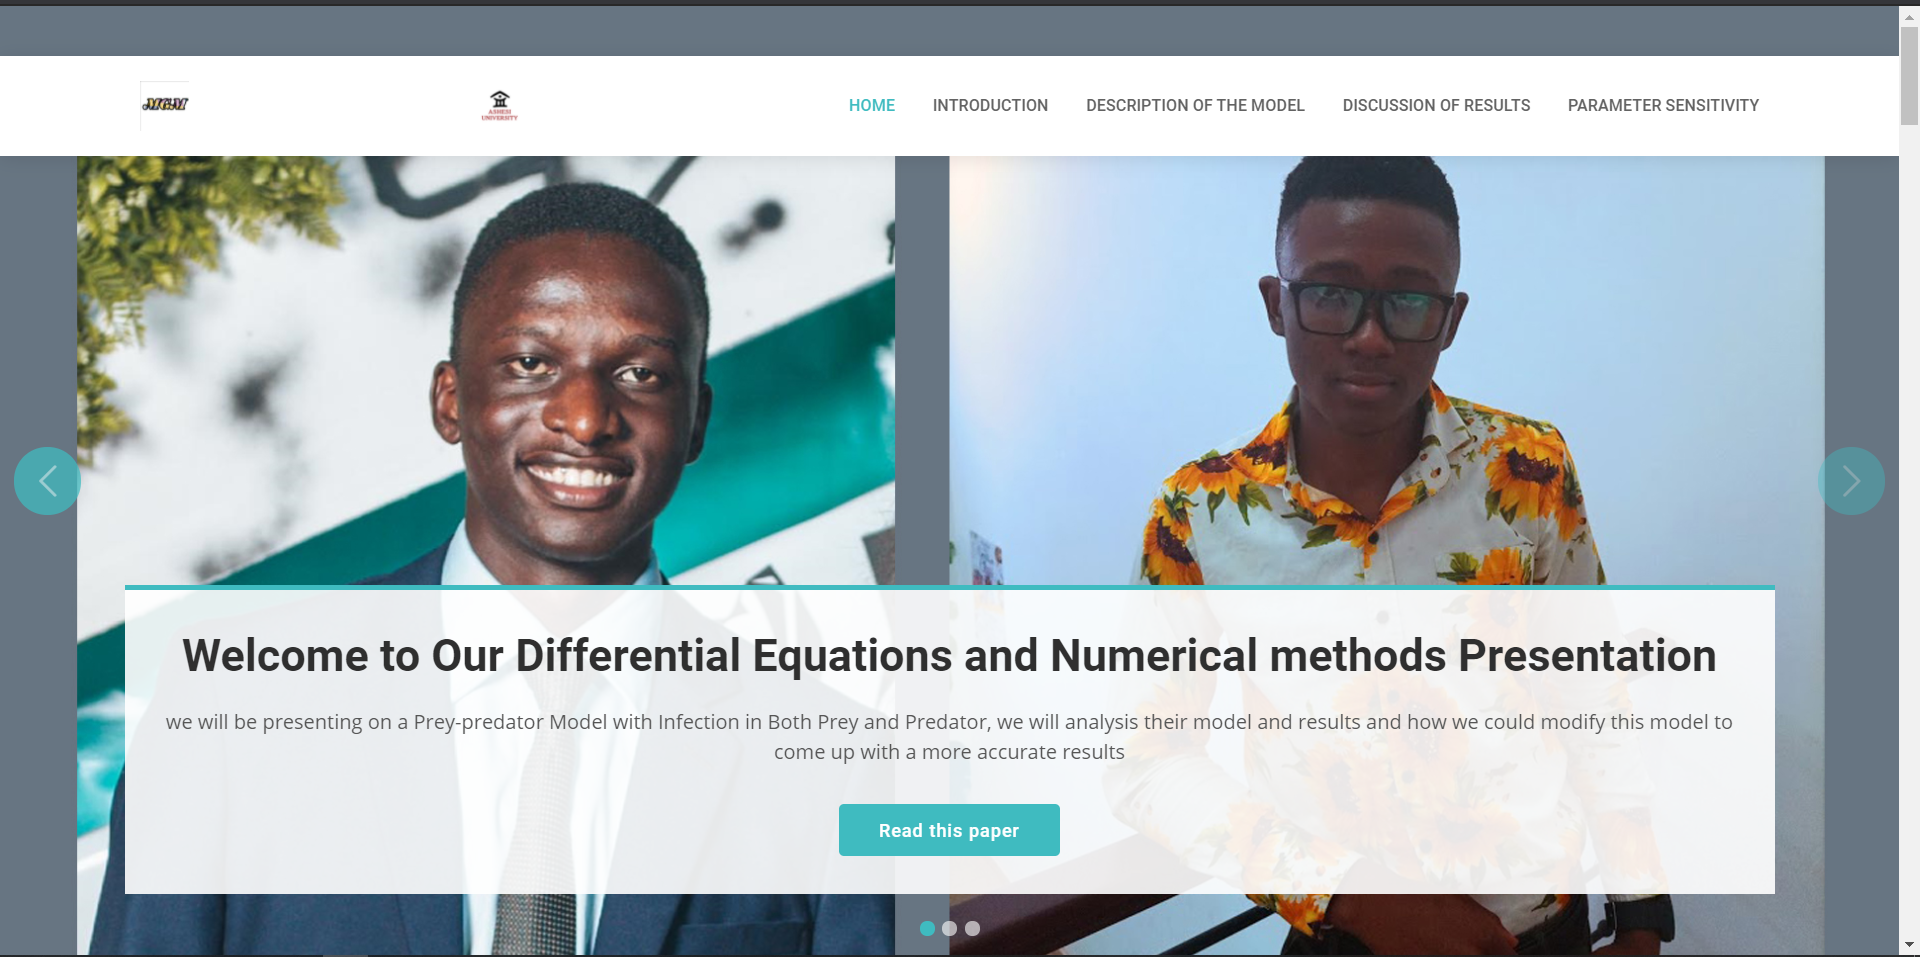 MGM
ASHESI
UNIVERSITY
HOME
INTRODUCTION
DESCRIPTION OF THE MODEL
DISCUSSION OF RESULTS
PARAMETER SENSITIVITY
Welcome to Our Differential Equations and Numerical methods Presentation
we will be presenting on a Prey-predator Model with Infection in Both Prey and Predator, we will analysis their model and results and how we could modify this model to
come up with a more accurate results
Read this paper